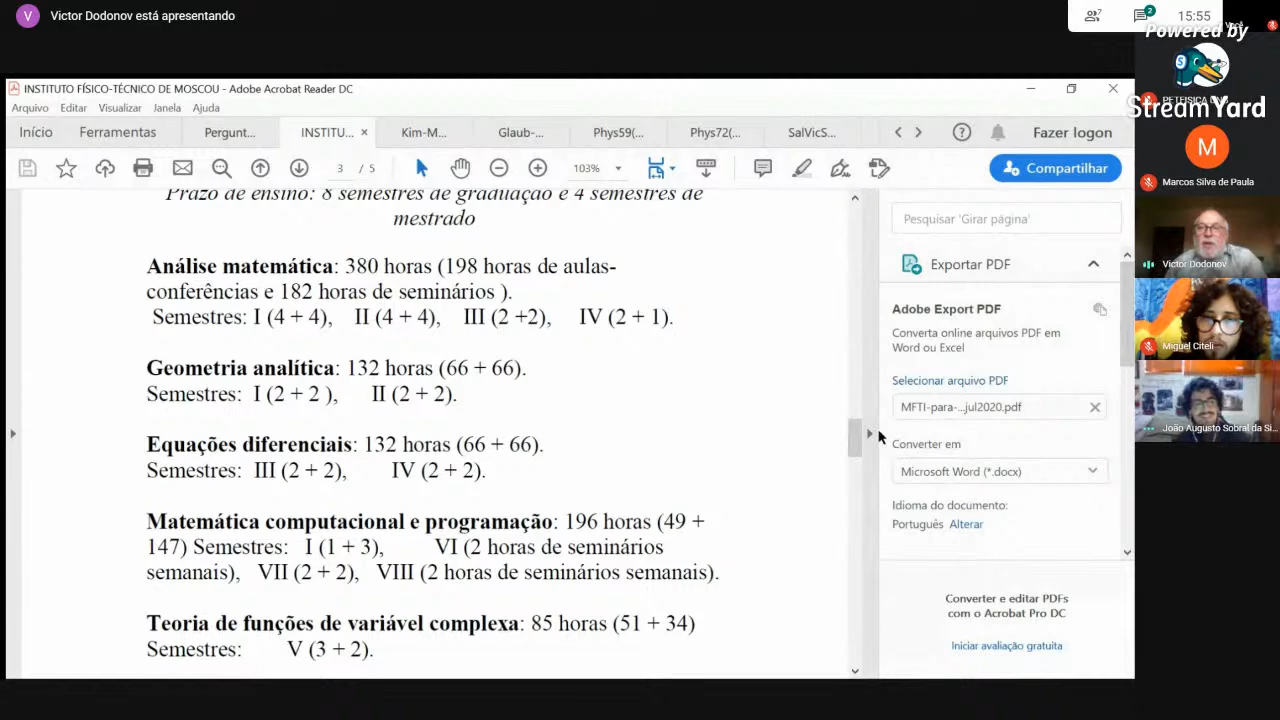 V Victor Dodonov está apresentando
7
2
15:55
Você
Powered by
StreamYard
INSTITUTO FÍSICO-TÉCNICO DE MOSCOU - Adobe Acrobat Reader DC
Arquivo Editar Visualizar Janela Ajuda
Início Ferramentas Pergunt... INSTITU... × Kim-M... Glaub-... Phys59(... Phys72(... SalVicS... Fazer logon
3 / 5 103% Compartilhar
Prazo de ensino: 8 semestres de graduação e 4 semestres de
mestrado
Análise matemática: 380 horas (198 horas de aulas-
conferências e 182 horas de seminários ).
Semestres: I (4 + 4), II (4 + 4), III (2 +2), IV (2 + 1).
Geometria analítica: 132 horas (66 + 66).
Semestres: I (2 + 2 ), II (2 + 2).
Equações diferenciais: 132 horas (66 + 66).
Semestres: III (2 + 2), IV (2 + 2).
Matemática computacional e programação: 196 horas (49 +
147) Semestres: I (1 + 3), VI (2 horas de seminários
semanais), VII (2 + 2), VIII (2 horas de seminários semanais).
Teoria de funções de variável complexa: 85 horas (51 + 34)
Semestres: V (3 + 2).
Pesquisar 'Girar página'
Exportar PDF
Adobe Export PDF
Converta online arquivos PDF em
Word ou Excel
Selecionar arquivo PDF
MFTI-para-...jul2020.pdf
Converter em
Microsoft Word (*.docx)
Idioma do documento:
Português Alterar
Converter e editar PDFs
com o Acrobat Pro DC
Iniciar avaliação gratuita
M
Marcos Silva de Paula
Victor Dodonov
Miguel Citeli
João Augusto Sobral da Si...